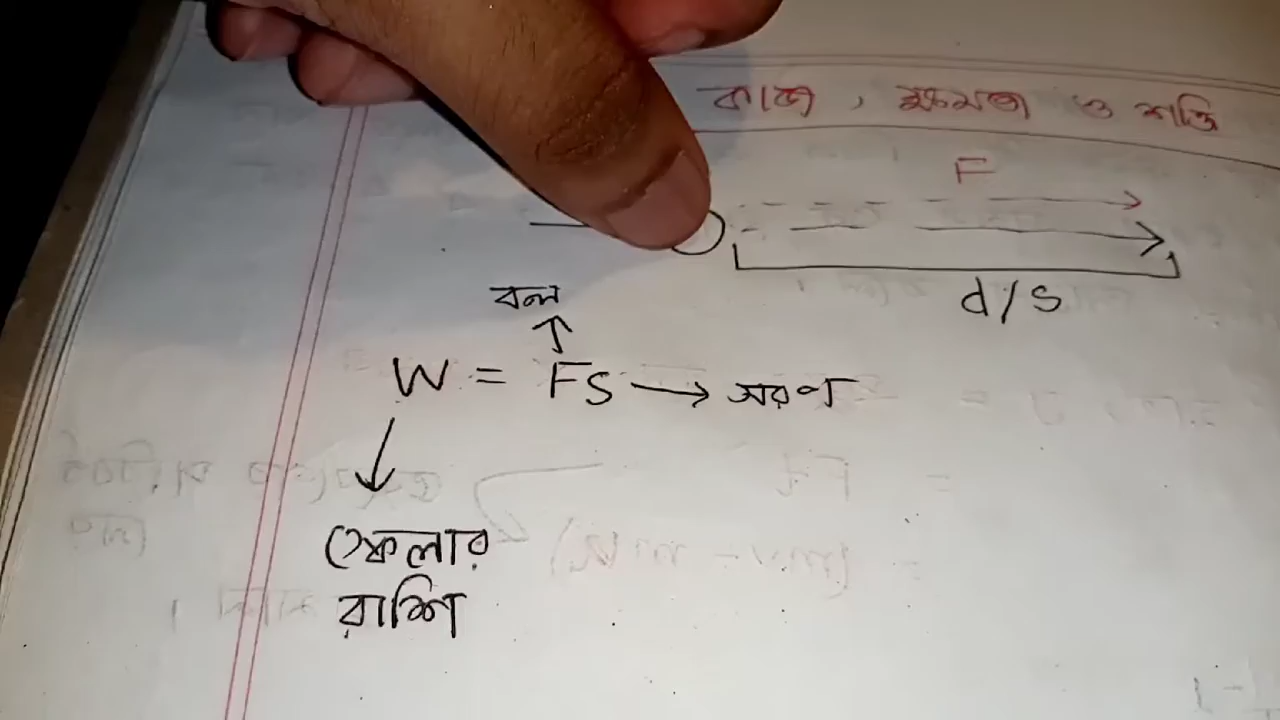 কাজ, ক্ষমতা ও শক্তি
F
d/s
বল
W = Fs → সরণ
স্কেলার
রাশি